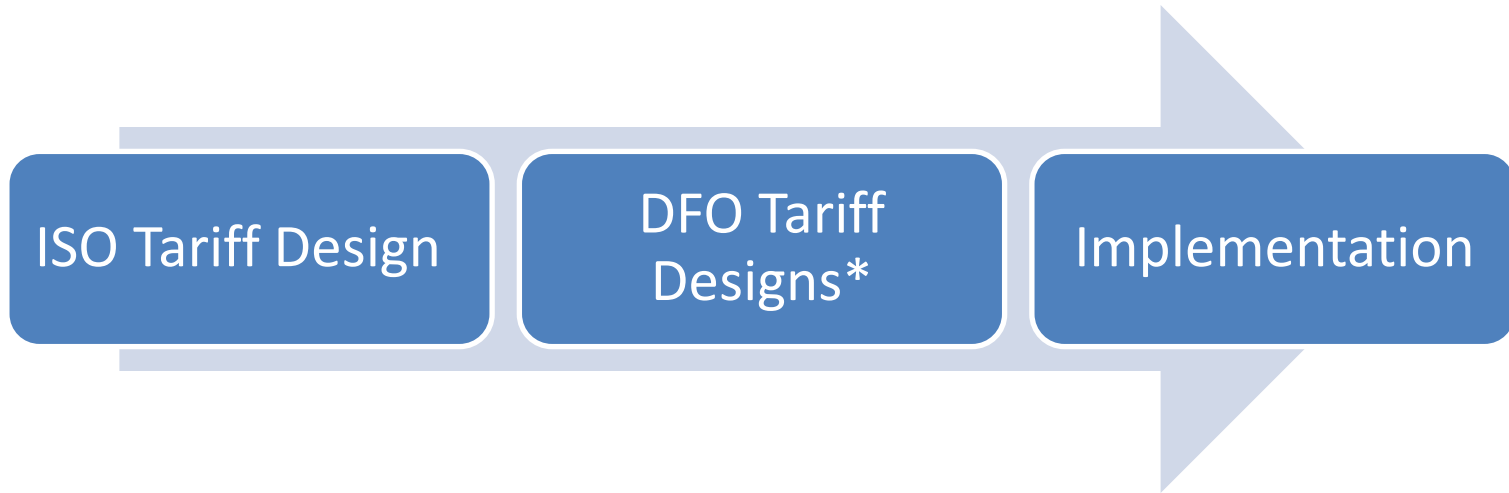 ISO Tariff Design
DFO Tariff
Designs*
Implementation